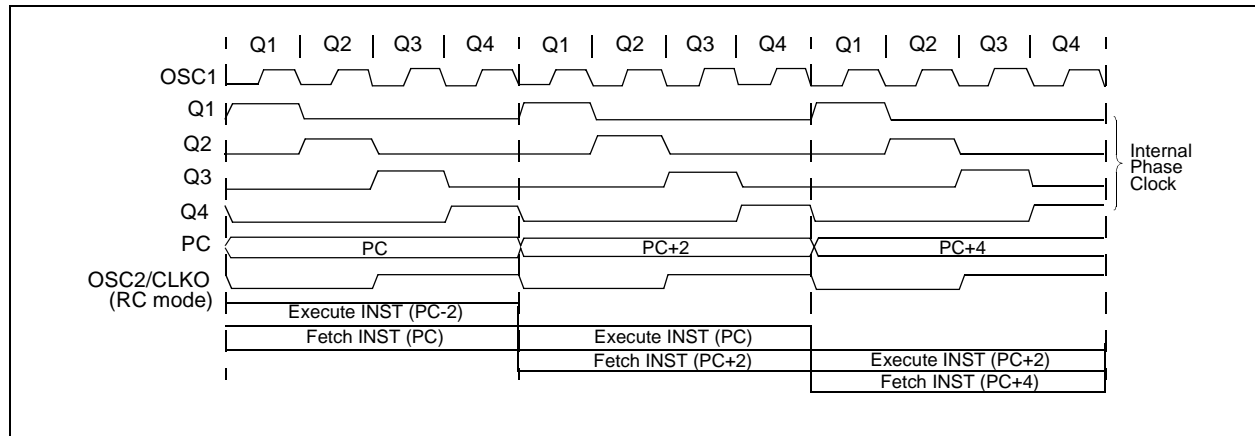 Q1 Q2 Q3 Q4 Q1 Q2 Q3 Q4 Q1 Q2 Q3 Q4
OSC1
Q1
Q2
Q3
Q4
Internal
Phase
Clock
PC PC PC+2 PC+4
OSC2/CLKO
(RC mode)
Execute INST (PC-2)
Fetch INST (PC) Execute INST (PC)
Fetch INST (PC+2) Execute INST (PC+2)
Fetch INST (PC+4)